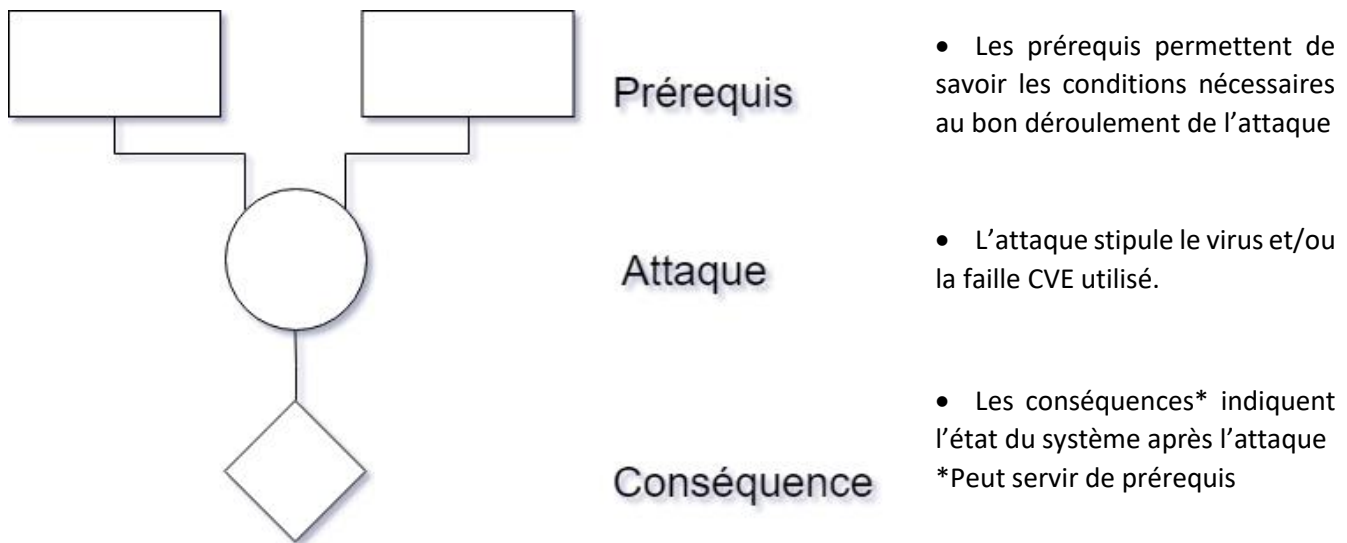 Prérequis
• Les prérequis permettent de
savoir les conditions nécessaires
au bon déroulement de l’attaque
Attaque
• L’attaque stipule le virus et/ou
la faille CVE utilisé.
Conséquence
• Les conséquences* indiquent
l’état du système après l’attaque
*Peut servir de prérequis